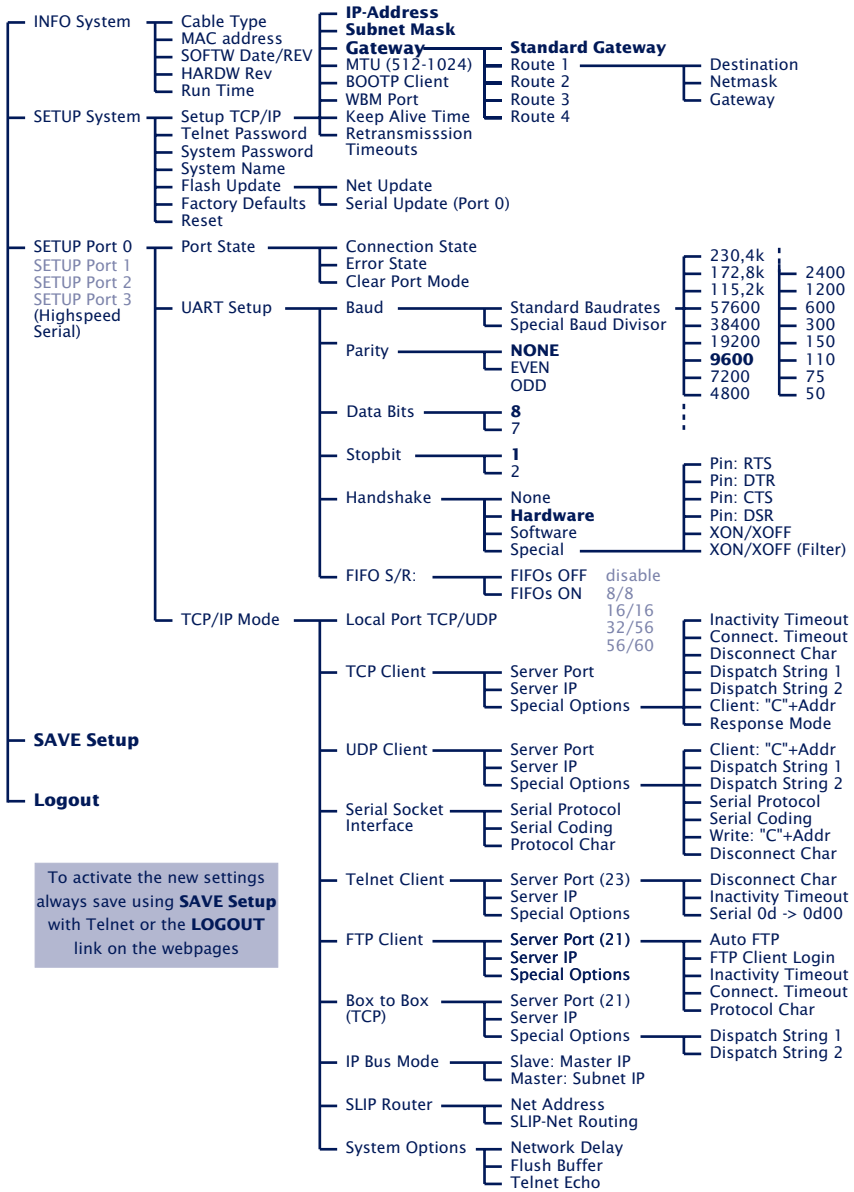 INFO System
Cable Type
MAC address
SOFTW Date/REV
HARDW Rev
Run Time
SETUP System
Setup TCP/IP
IP-Address
Subnet Mask
Gateway
Standard Gateway
Route 1
Destination
Netmask
Gateway
Route 2
Route 3
Route 4
MTU (512-1024)
BOOTP Client
WBM Port
Keep Alive Time
Retransmisssion
Timeouts
Telnet Password
System Password
System Name
Flash Update
Net Update
Serial Update (Port 0)
Factory Defaults
Reset
SETUP Port 0
SETUP Port 1
SETUP Port 2
SETUP Port 3
(Highspeed
Serial)
Port State
Connection State
Error State
Clear Port Mode
UART Setup
Baud
Standard Baudrates
Special Baud Divisor
230,4k
172,8k
115,2k
57600
38400
19200
9600
7200
4800
2400
1200
600
300
150
110
75
50
Parity
NONE
EVEN
ODD
Data Bits
8
7
Stopbit
1
2
Handshake
None
Hardware
Software
Special
Pin: RTS
Pin: DTR
Pin: CTS
Pin: DSR
XON/XOFF
XON/XOFF (Filter)
FIFO S/R:
FIFOs OFF
FIFOs ON
disable
8/8
16/16
32/56
56/60
TCP/IP Mode
Local Port TCP/UDP
TCP Client
Server Port
Server IP
Special Options
Inactivity Timeout
Connect. Timeout
Disconnect Char
Dispatch String 1
Dispatch String 2
Client: "C"+Addr
Response Mode
UDP Client
Server Port
Server IP
Special Options
Client: "C"+Addr
Dispatch String 1
Dispatch String 2
Serial Protocol
Serial Coding
Write: "C"+Addr
Disconnect Char
Serial Socket
Interface
Serial Protocol
Serial Coding
Protocol Char
Telnet Client
Server Port (23)
Server IP
Special Options
Disconnect Char
Inactivity Timeout
Serial 0d -> 0d00
FTP Client
Server Port (21)
Server IP
Special Options
Auto FTP
FTP Client Login
Inactivity Timeout
Connect. Timeout
Protocol Char
Box to Box
(TCP)
Server Port (21)
Server IP
Special Options
Dispatch String 1
Dispatch String 2
IP Bus Mode
Slave: Master IP
Master: Subnet IP
SLIP Router
Net Address
SLIP-Net Routing
System Options
Network Delay
Flush Buffer
Telnet Echo
SAVE Setup
Logout
To activate the new settings
always save using SAVE Setup
with Telnet or the LOGOUT
link on the webpages